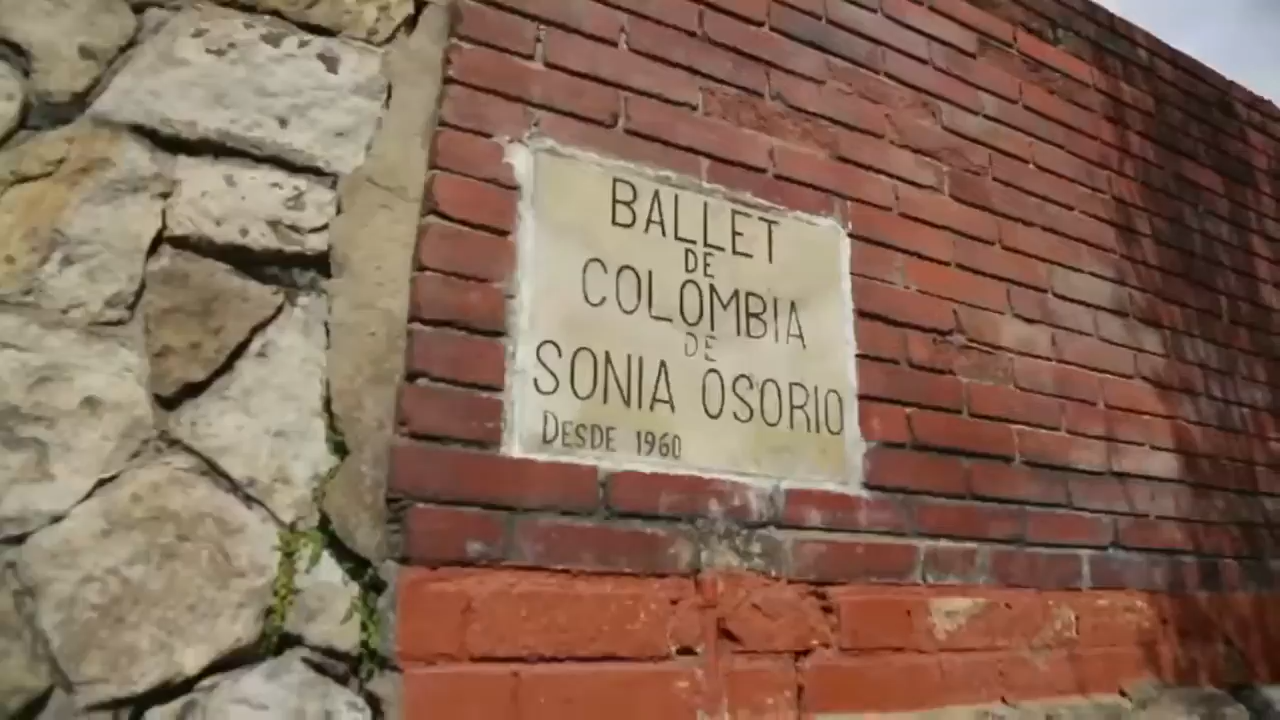 BALLET
DE
COLOMBIA
DE
SONIA OSORIO
DESDE 1960